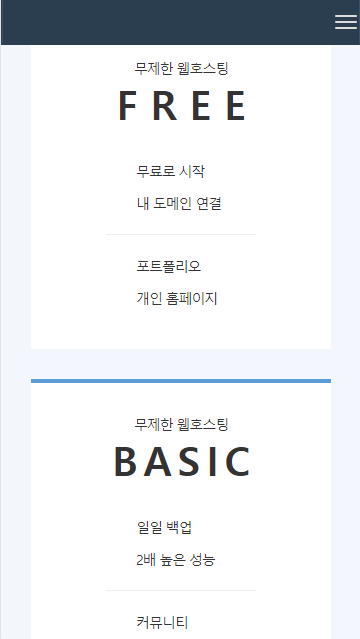 무제한 웹호스팅
FREE
무료로 시작
내 도메인 연결
포트폴리오
개인 홈페이지
무제한 웹호스팅
BASIC
일일 백업
2배 높은 성능
커뮤니티